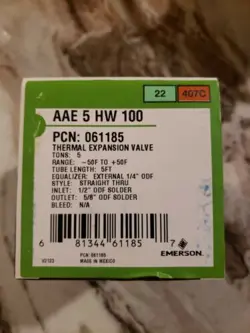 22 407C
AAE 5 HW 100
PCN: 061185
THERMAL EXPANSION VALVE
TONS: 5
RANGE: -50F TO +50F
TUBE LENGTH: 5FT
EQUALIZER: EXTERNAL 1/4" ODF
STYLE: STRAIGHT THRU
INLET: 1/2" ODF SOLDER
OUTLET: 5/8" ODF SOLDER
BLEED: N/A
6 81344 61185 7
EMERSON
PCN: 061185
MADE IN MEXICO